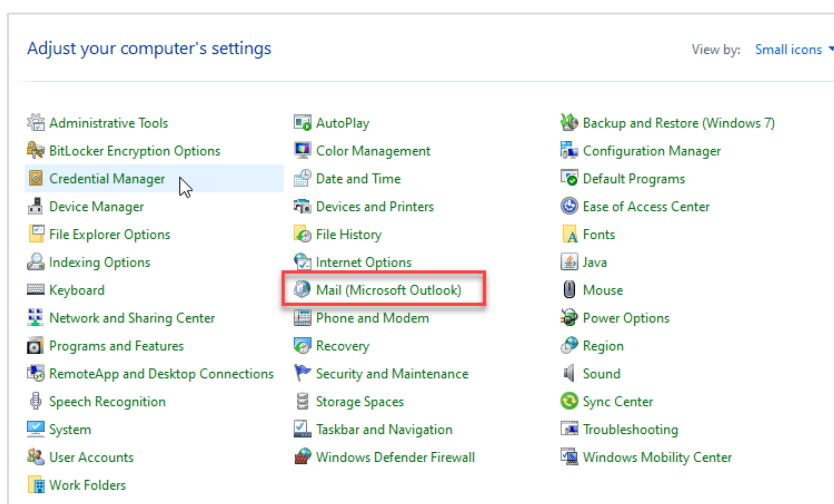 Adjust your computer's settings
View by: Small icons
Administrative Tools
AutoPlay
Backup and Restore (Windows 7)
BitLocker Encryption Options
Color Management
Configuration Manager
Credential Manager
Date and Time
Default Programs
Device Manager
Devices and Printers
Ease of Access Center
File Explorer Options
File History
Fonts
Indexing Options
Internet Options
Java
Keyboard
Mail (Microsoft Outlook)
Mouse
Network and Sharing Center
Phone and Modem
Power Options
Programs and Features
Recovery
Region
RemoteApp and Desktop Connections
Security and Maintenance
Sound
Speech Recognition
Storage Spaces
Sync Center
System
Taskbar and Navigation
Troubleshooting
User Accounts
Windows Defender Firewall
Windows Mobility Center
Work Folders